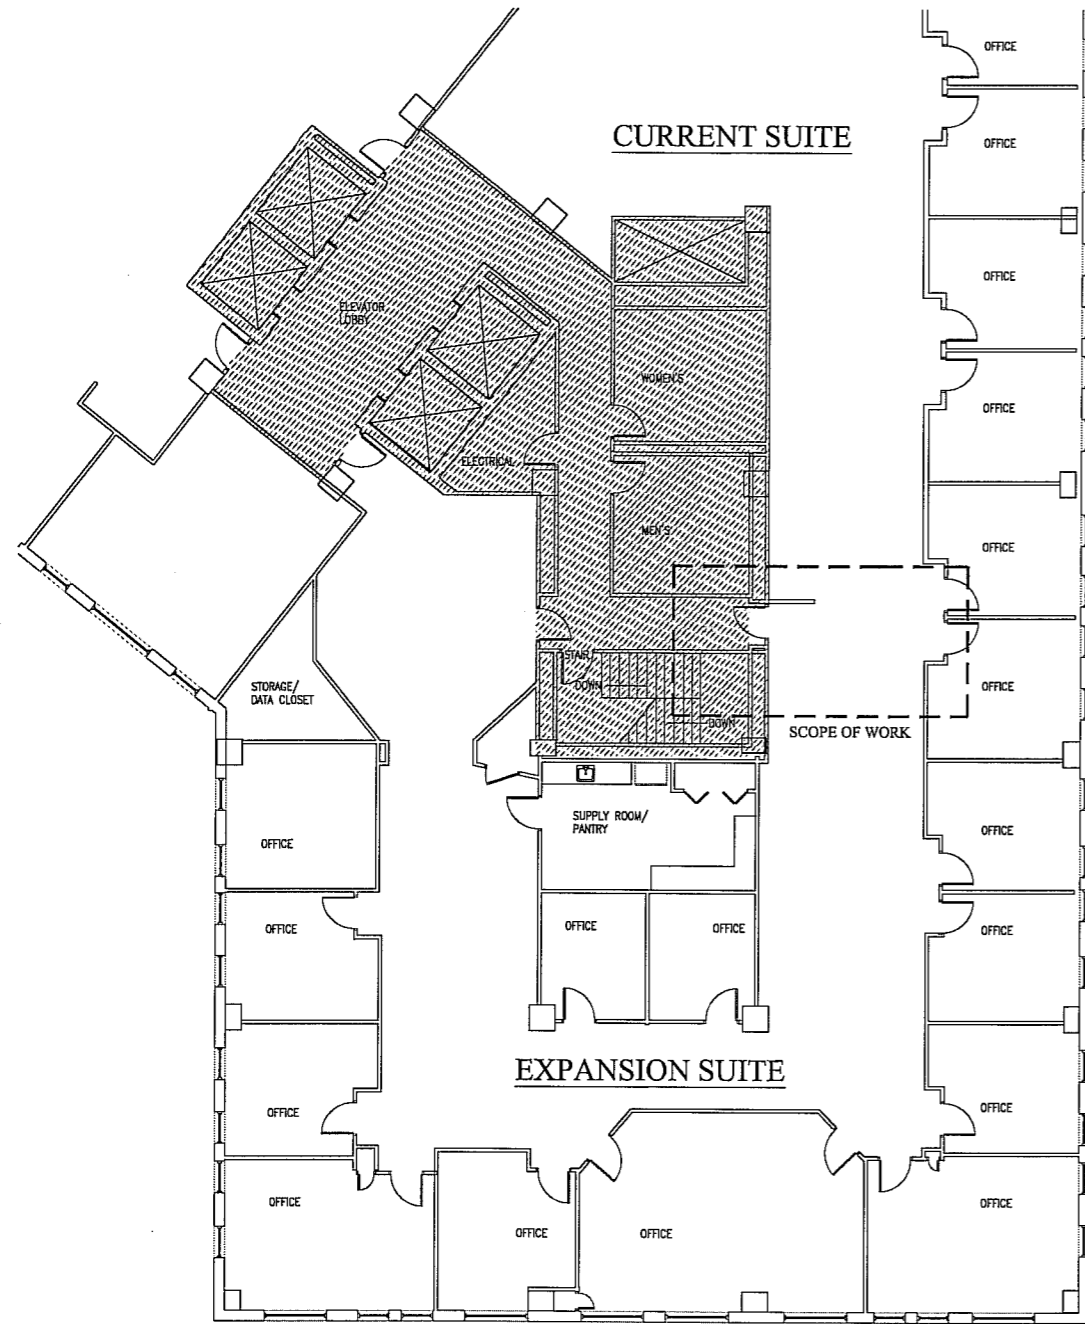 OFFICE
CURRENT SUITE
OFFICE
OFFICE
ELEVATOR
LOBBY
WOMEN'S
OFFICE
ELECTRICAL
MEN'S
OFFICE
STAIR
DOWN
OFFICE
STORAGE/
DATA CLOSET
DOWN
SCOPE OF WORK
SUPPLY ROOM/
PANTRY
OFFICE
OFFICE
OFFICE
OFFICE
OFFICE
OFFICE
EXPANSION SUITE
OFFICE
OFFICE
OFFICE
OFFICE
OFFICE
OFFICE